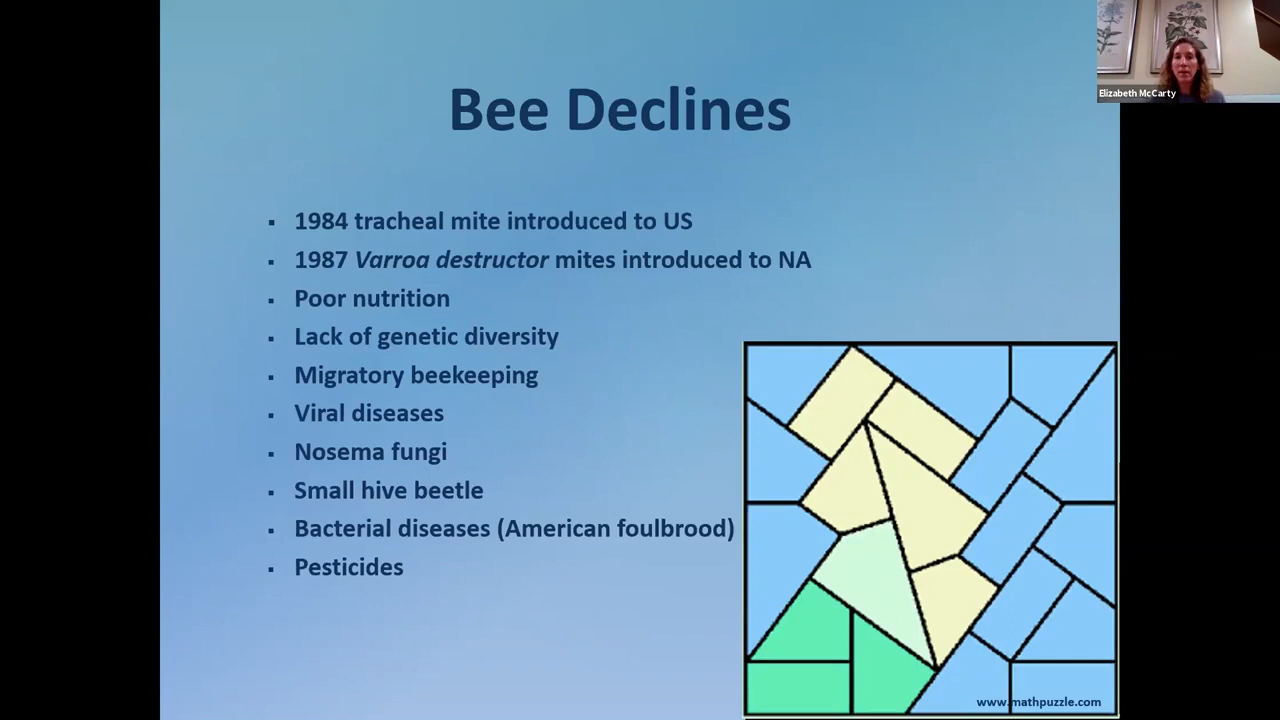 Bee Declines
Elizabeth McCarty
▪ 1984 tracheal mite introduced to US
▪ 1987 Varroa destructor mites introduced to NA
▪ Poor nutrition
▪ Lack of genetic diversity
▪ Migratory beekeeping
▪ Viral diseases
▪ Nosema fungi
▪ Small hive beetle
▪ Bacterial diseases (American foulbrood)
▪ Pesticides
www.mathpuzzle.com